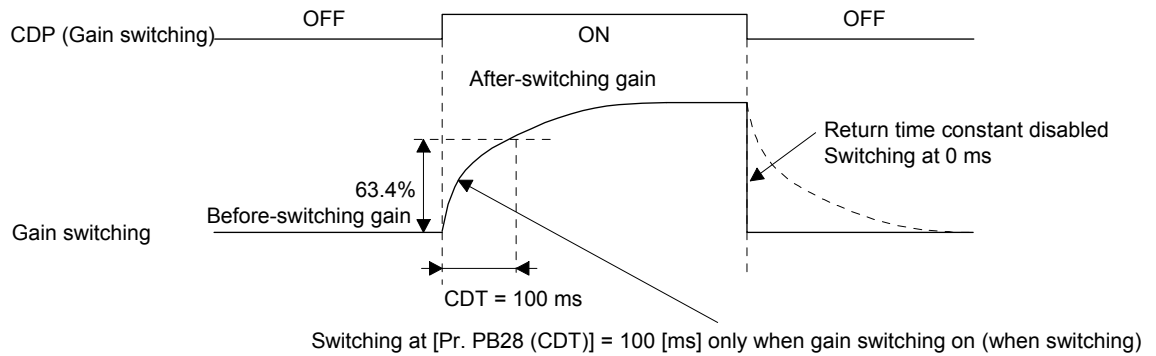 OFF
OFF
CDP (Gain switching)
ON
After-switching gain
Return time constant disabled
Switching at 0 ms
63.4%
Before-switching gain
Gain switching
CDT = 100 ms
Switching at [Pr. PB28 (CDT)] = 100 [ms] only when gain switching on (when switching)